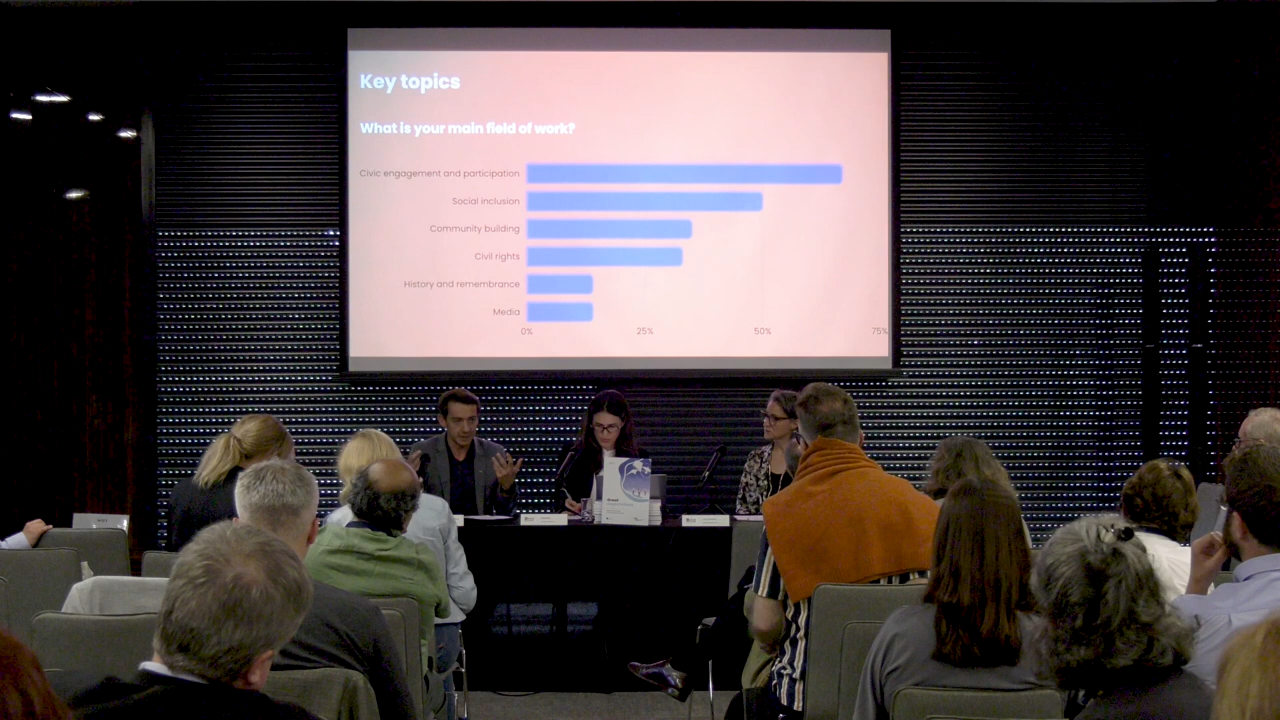 Key topics
What is your main field of work?
Civic engagement and participation
Social inclusion
Community building
Civil rights
History and remembrance
Media
0% 25% 50% 75%